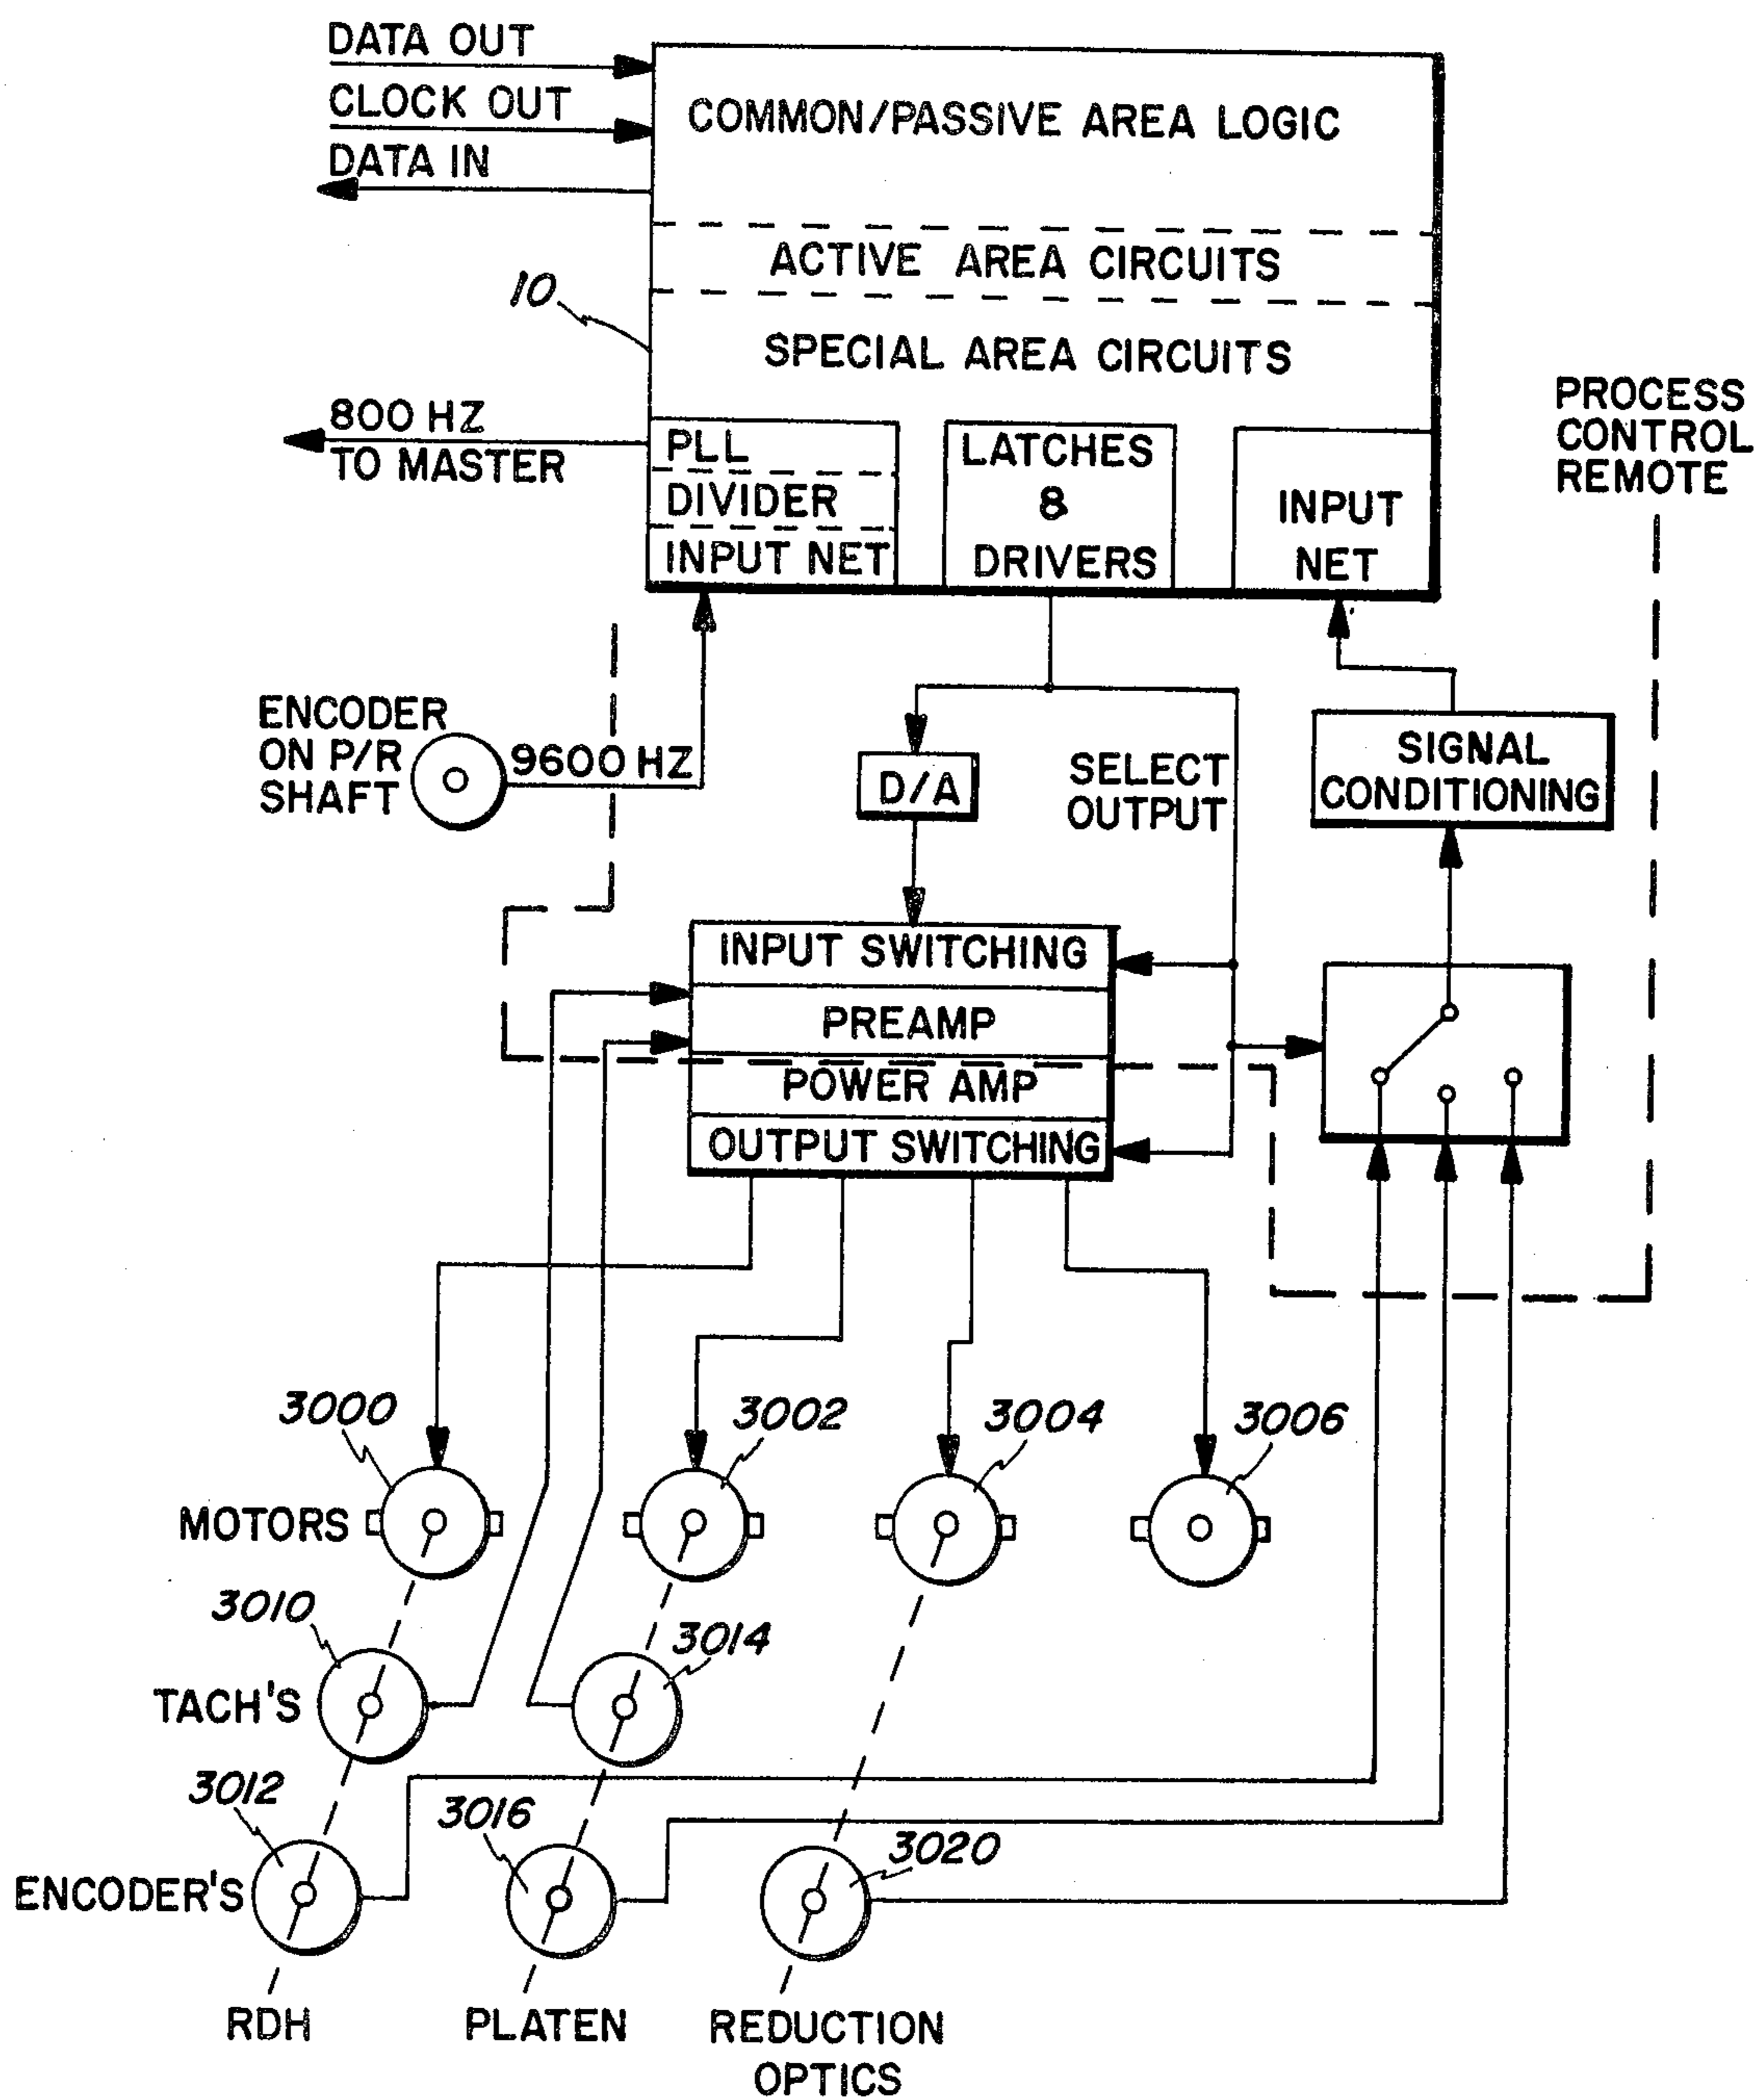 DATA OUT
CLOCK OUT
DATA IN
COMMON/PASSIVE AREA LOGIC
ACTIVE AREA CIRCUITS
10
SPECIAL AREA CIRCUITS
800 HZ
TO MASTER
PLL
DIVIDER
INPUT NET
LATCHES
&
DRIVERS
INPUT
NET
PROCESS
CONTROL
REMOTE
ENCODER
ON P/R
SHAFT
9600 HZ
D/A
SELECT
OUTPUT
SIGNAL
CONDITIONING
INPUT SWITCHING
PREAMP
POWER AMP
OUTPUT SWITCHING
3000
3002
3004
3006
MOTORS
3010
3014
TACH'S
3012
3016
3020
ENCODER'S
RDH
PLATEN
REDUCTION
OPTICS